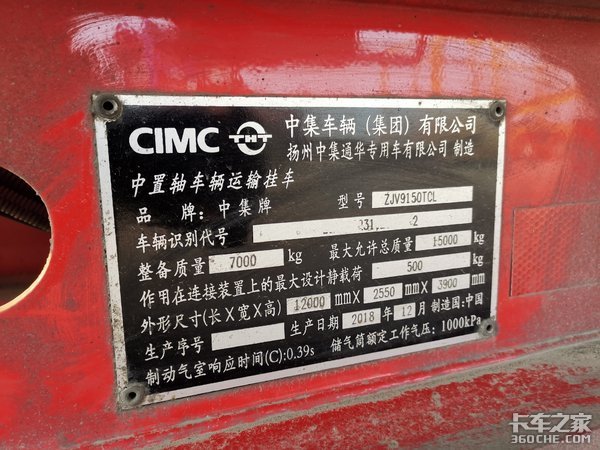 CIMC THT 中集车辆(集团)有限公司
扬州中集通华专用车有限公司 制造
中置轴车辆运输挂车
品 牌: 中集牌 型号 ZJV9150TCL
车辆识别代号
整备质量 7000 kg 最大允许总质量 15000 kg
作用在连接装置上的最大设计静载荷 500 kg
外形尺寸(长X宽X高) 12000 mmX 2550 mmX 3900 mm
生产序号 生产日期 2018 年 12 月 制造国:中国
制动气室响应时间(C):0.39s 储气筒额定工作气压: 1000kPa
卡车之家
360CHE.COM